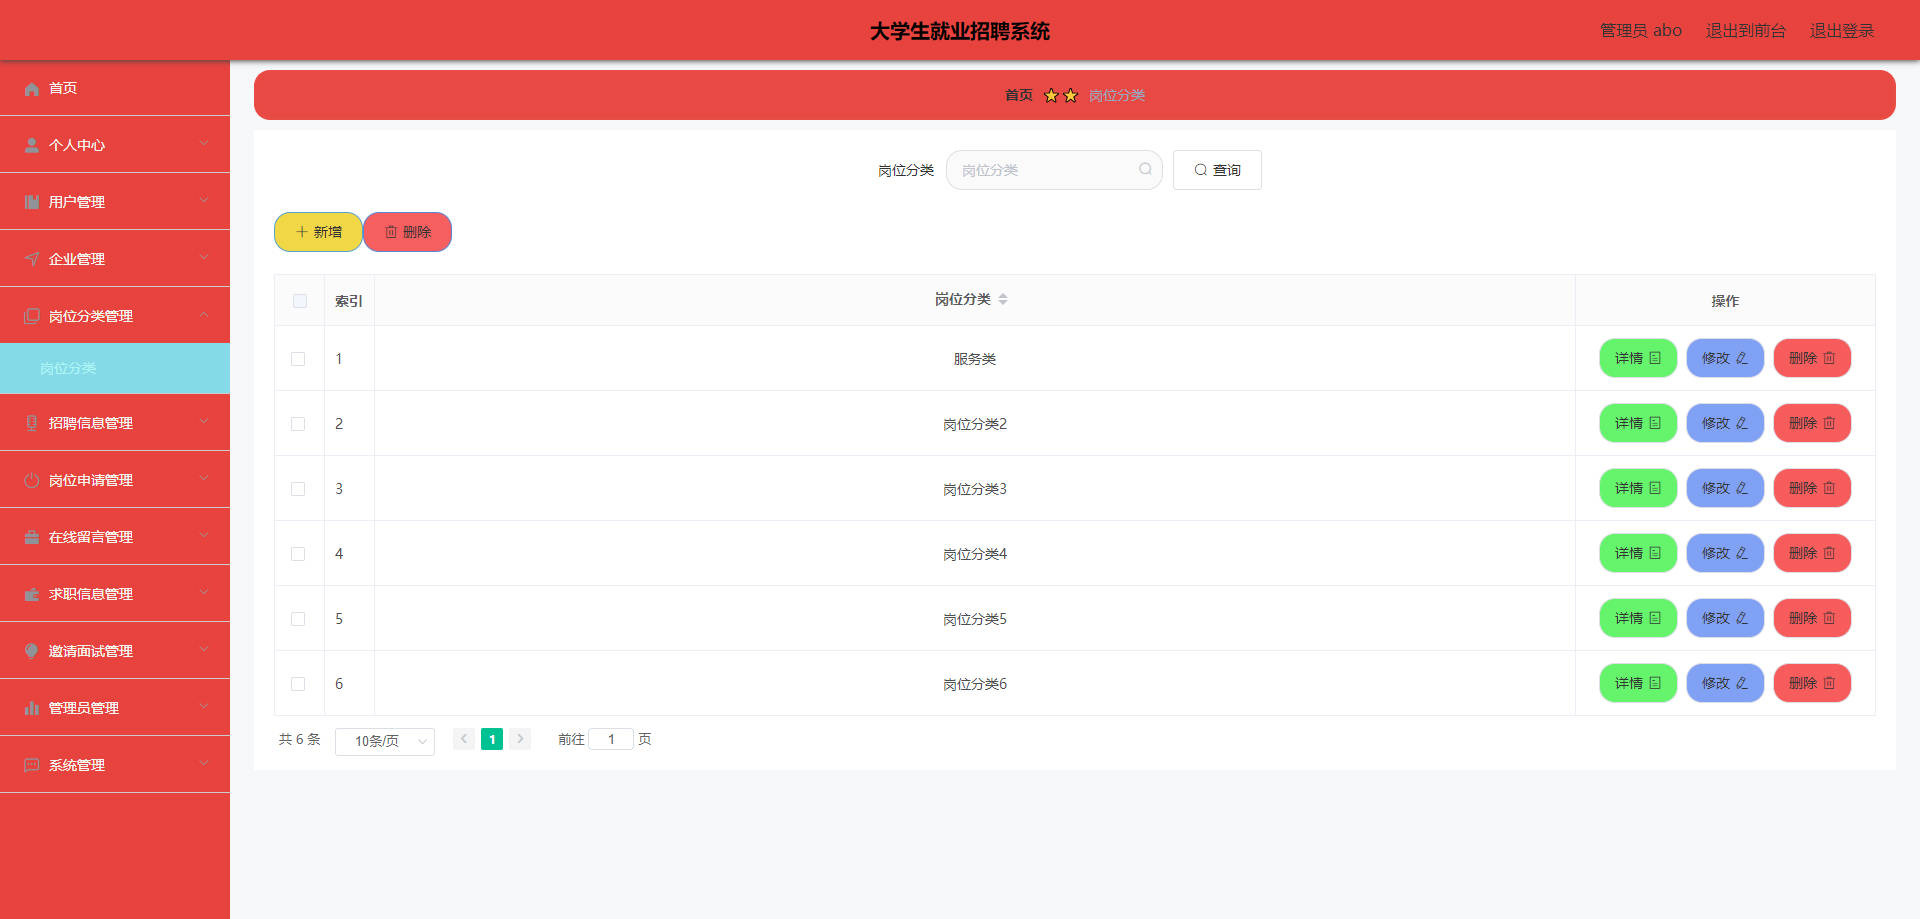 大学生就业招聘系统
管理员 abo 退出到前台 退出登录
首页
个人中心
用户管理
企业管理
岗位分类管理
岗位分类
招聘信息管理
岗位申请管理
在线留言管理
求职信息管理
邀请面试管理
管理员管理
系统管理
首页 岗位分类
岗位分类 岗位分类 查询
新增 删除
索引 岗位分类 操作
1 服务类 详情 修改 删除
2 岗位分类2 详情 修改 删除
3 岗位分类3 详情 修改 删除
4 岗位分类4 详情 修改 删除
5 岗位分类5 详情 修改 删除
6 岗位分类6 详情 修改 删除
共 6 条 10条/页 1 前往 1 页